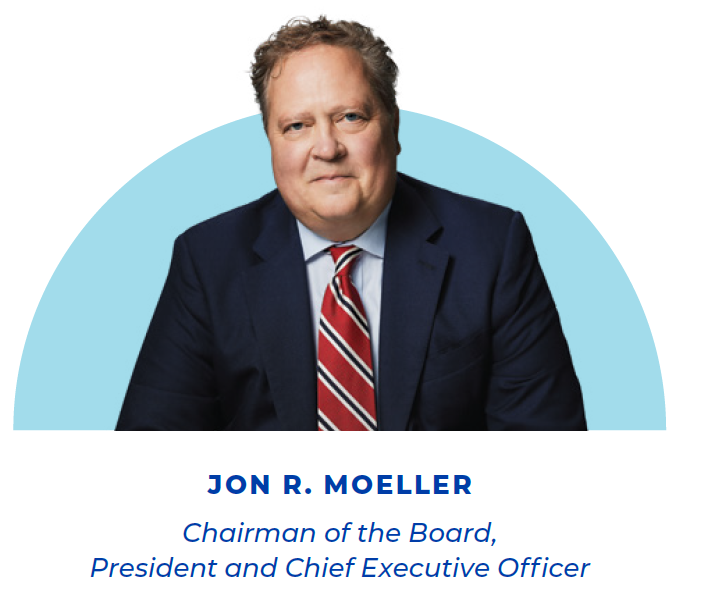 JON R. MOELLER
Chairman of the Board,
President and Chief Executive Officer